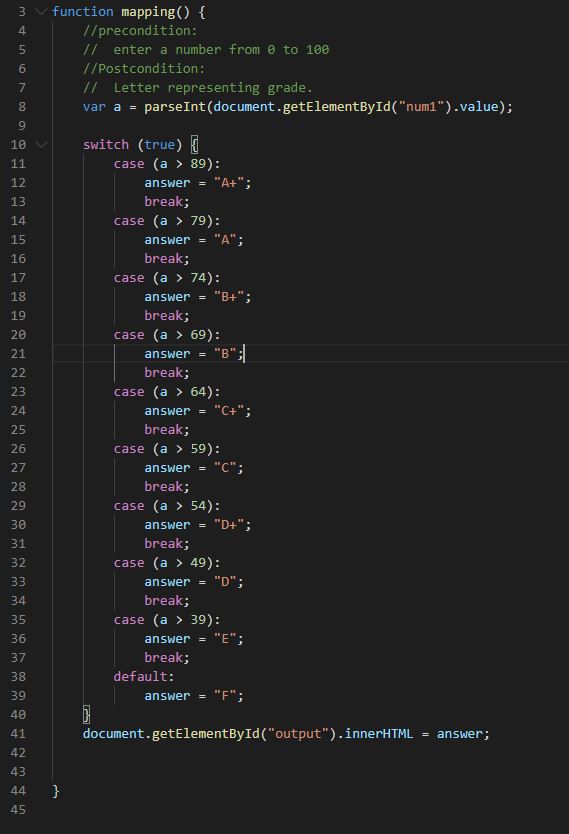 3 function mapping() {
4     //precondition:
5     //  enter a number from 0 to 100
6     //Postcondition:
7     //  Letter representing grade.
8     var a = parseInt(document.getElementById("num1").value);
9
10     switch (true) {
11         case (a > 89):
12             answer = "A+";
13             break;
14         case (a > 79):
15             answer = "A";
16             break;
17         case (a > 74):
18             answer = "B+";
19             break;
20         case (a > 69):
21             answer = "B";
22             break;
23         case (a > 64):
24             answer = "C+";
25             break;
26         case (a > 59):
27             answer = "C";
28             break;
29         case (a > 54):
30             answer = "D+";
31             break;
32         case (a > 49):
33             answer = "D";
34             break;
35         case (a > 39):
36             answer = "E";
37             break;
38         default:
39             answer = "F";
40     }
41     document.getElementById("output").innerHTML = answer;
42
43
44 }
45